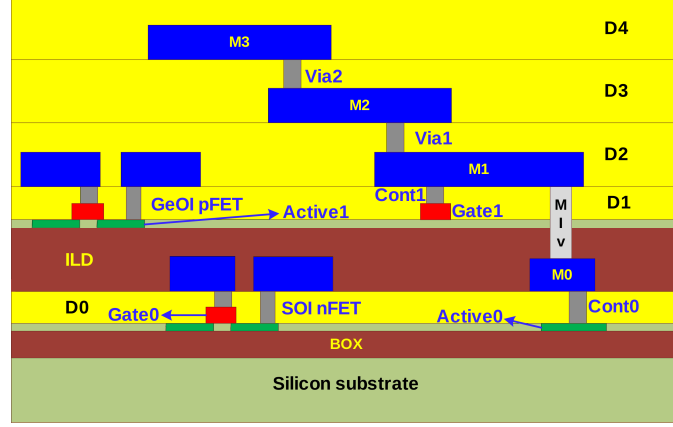 D4
M3
Via2
D3
M2
Via1
D2
M1
Cont1
GeOI pFET
Active1
Gate1
D1
M
I
v
ILD
M0
D0
Gate0
SOI nFET
Active0
Cont0
BOX
Silicon substrate